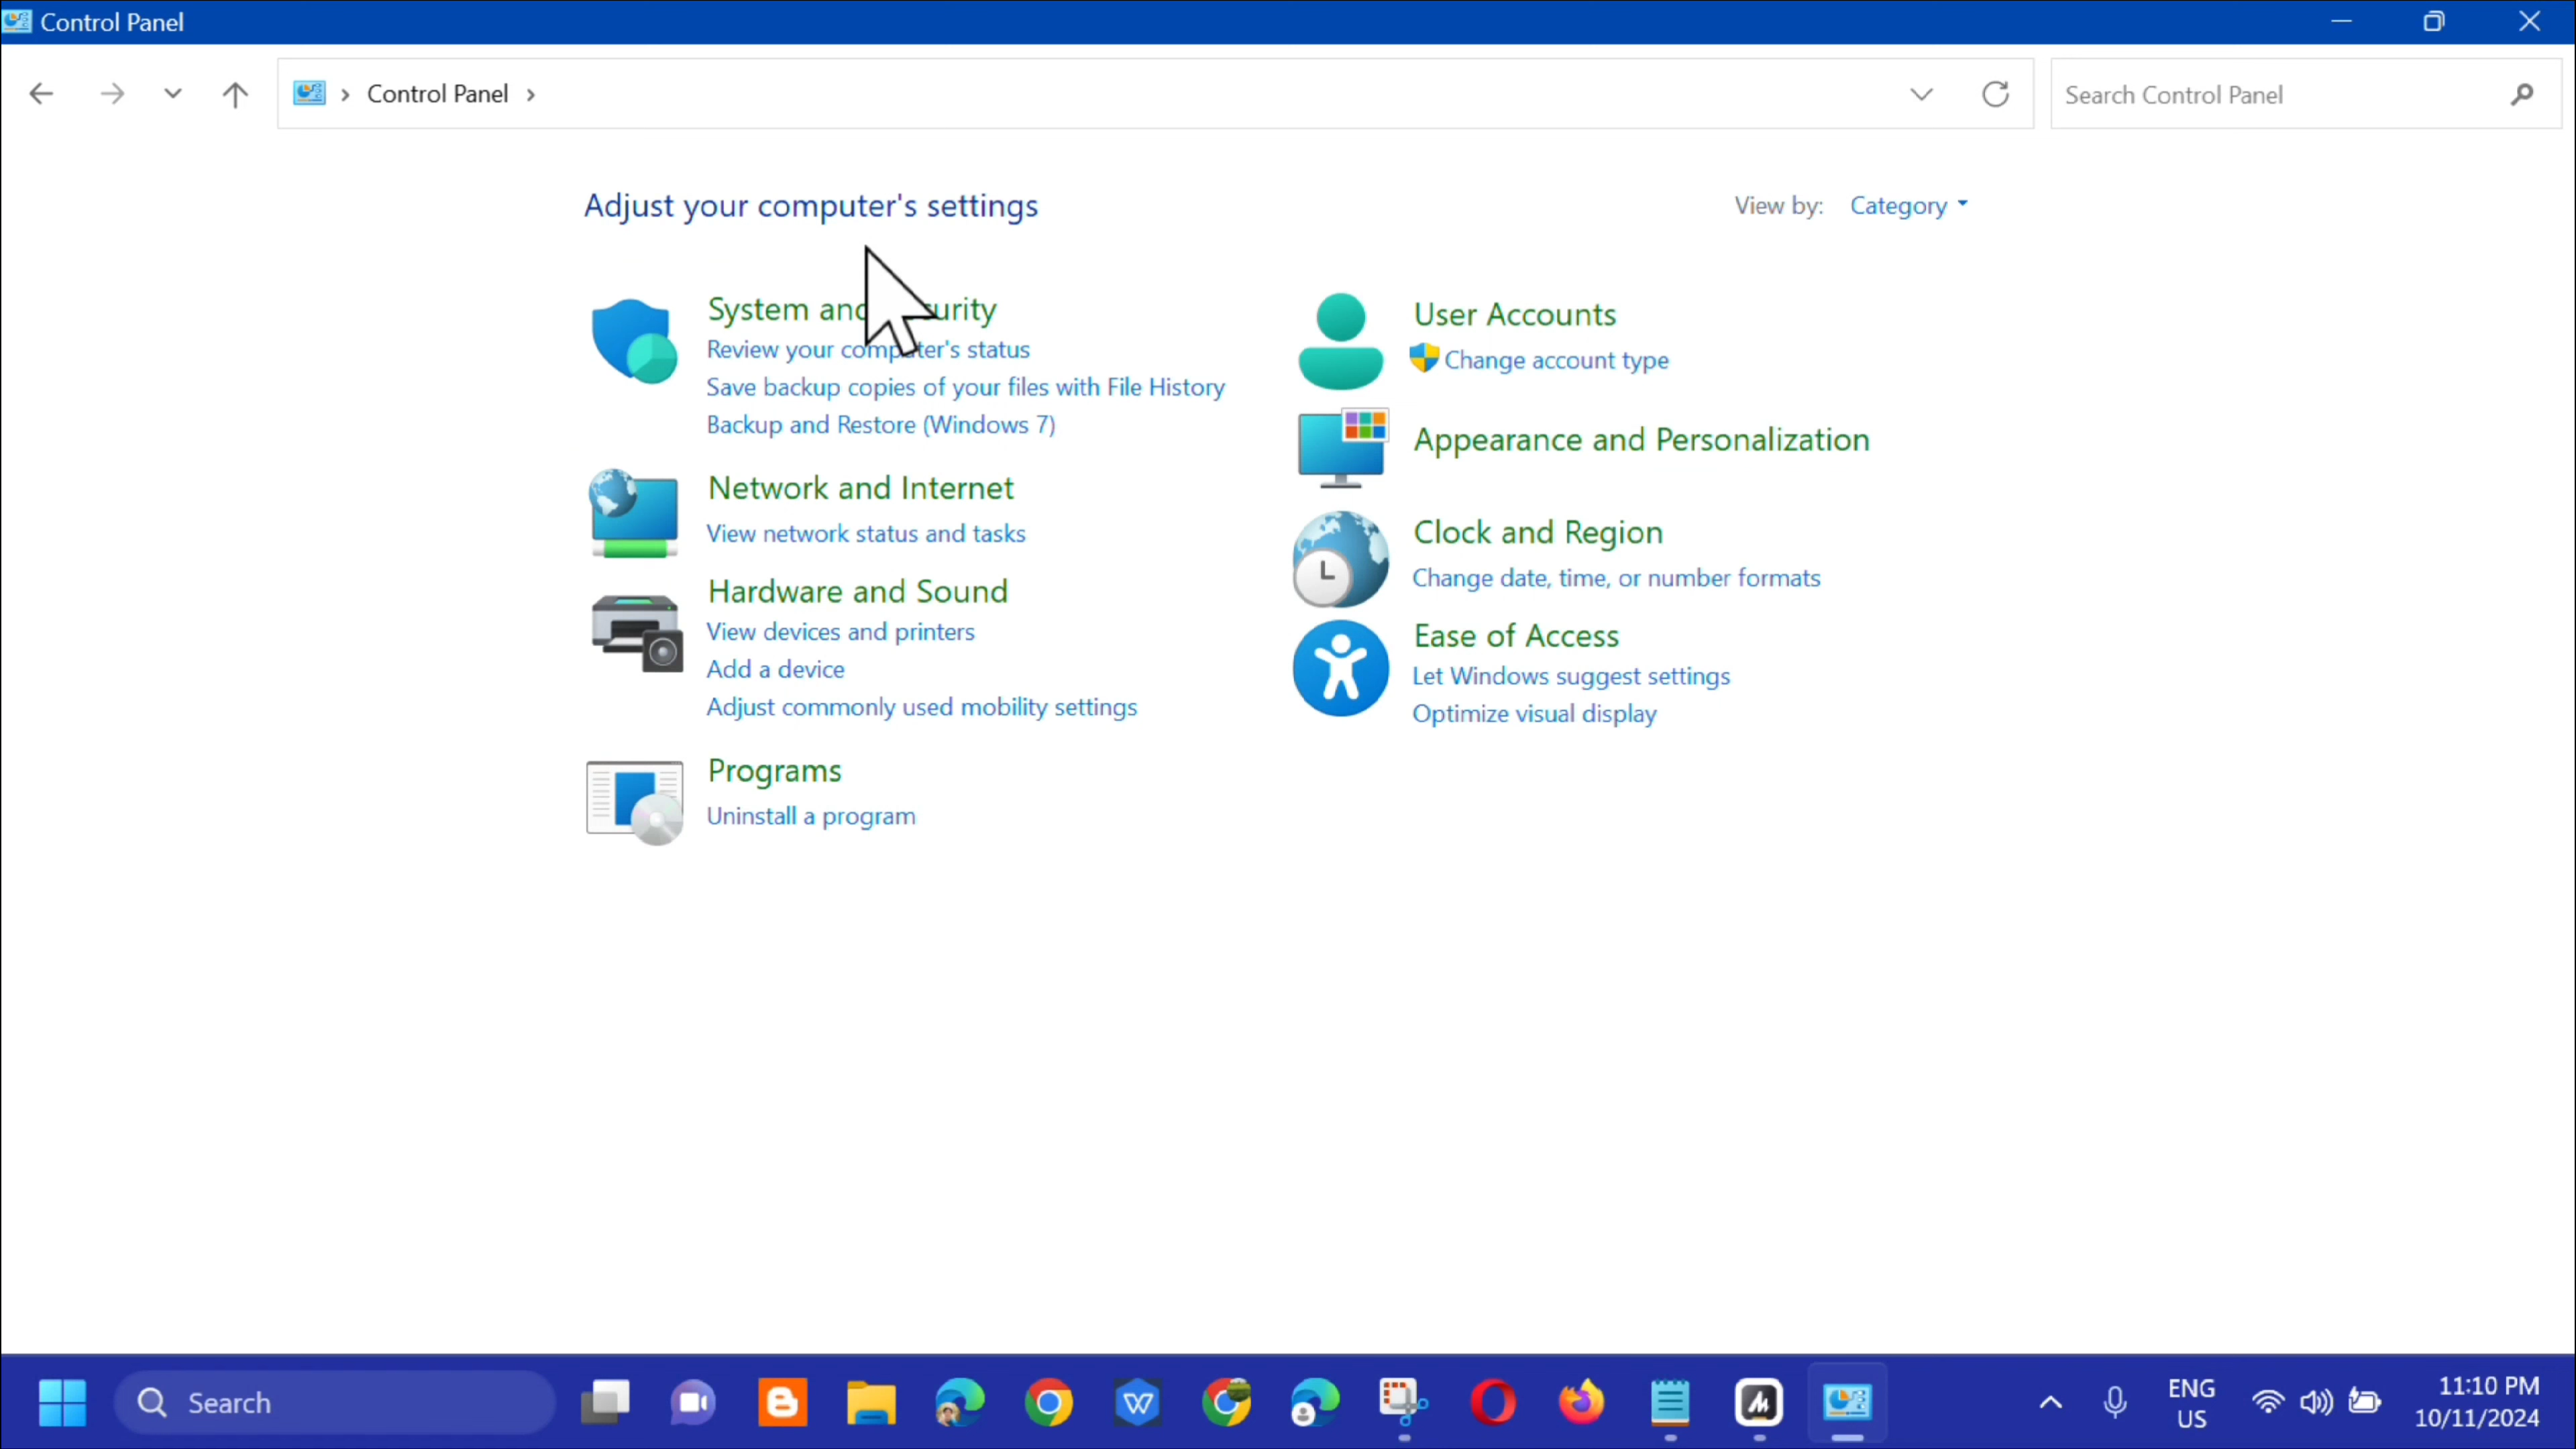 Control Panel
Control Panel
Search Control Panel
Adjust your computer's settings
View by: Category
System and Security
Review your computer's status
Save backup copies of your files with File History
Backup and Restore (Windows 7)
Network and Internet
View network status and tasks
Hardware and Sound
View devices and printers
Add a device
Adjust commonly used mobility settings
Programs
Uninstall a program
User Accounts
Change account type
Appearance and Personalization
Clock and Region
Change date, time, or number formats
Ease of Access
Let Windows suggest settings
Optimize visual display
Search
ENG
US
11:10 PM
10/11/2024